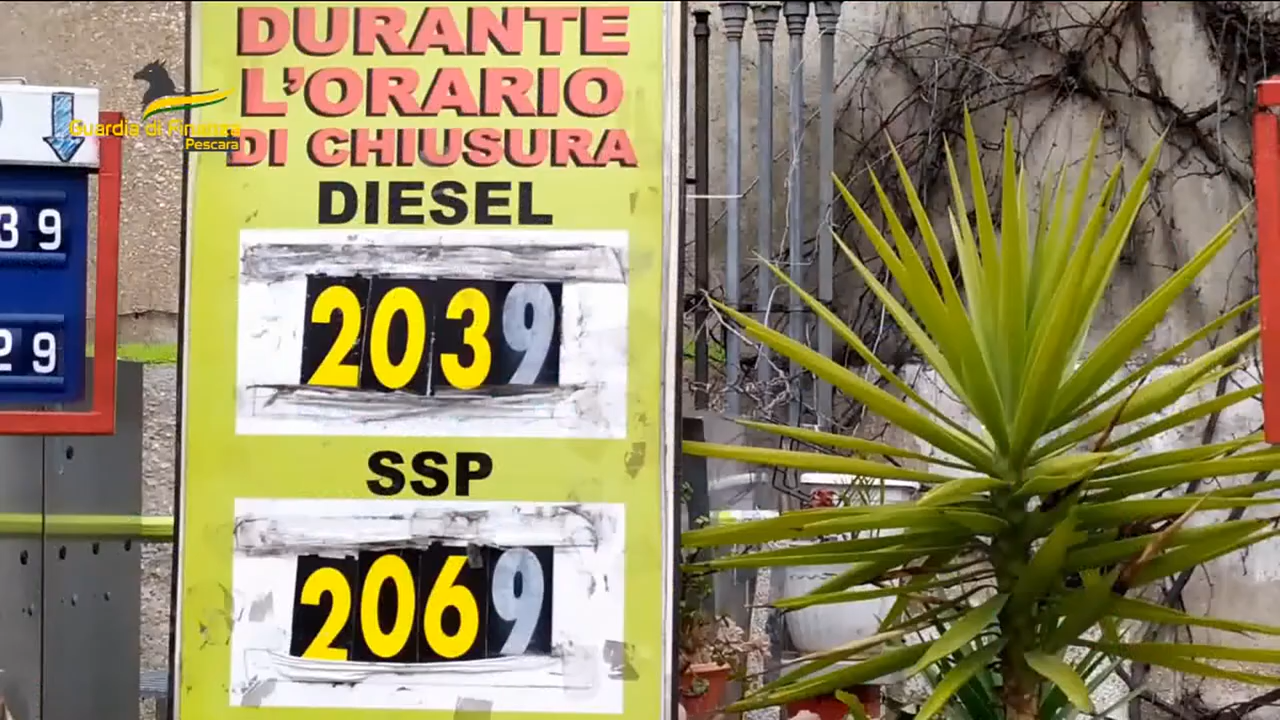 DURANTE
L'ORARIO
DI CHIUSURA
DIESEL
2039
SSP
2069
Guardia di Finanza
Pescara
39
29